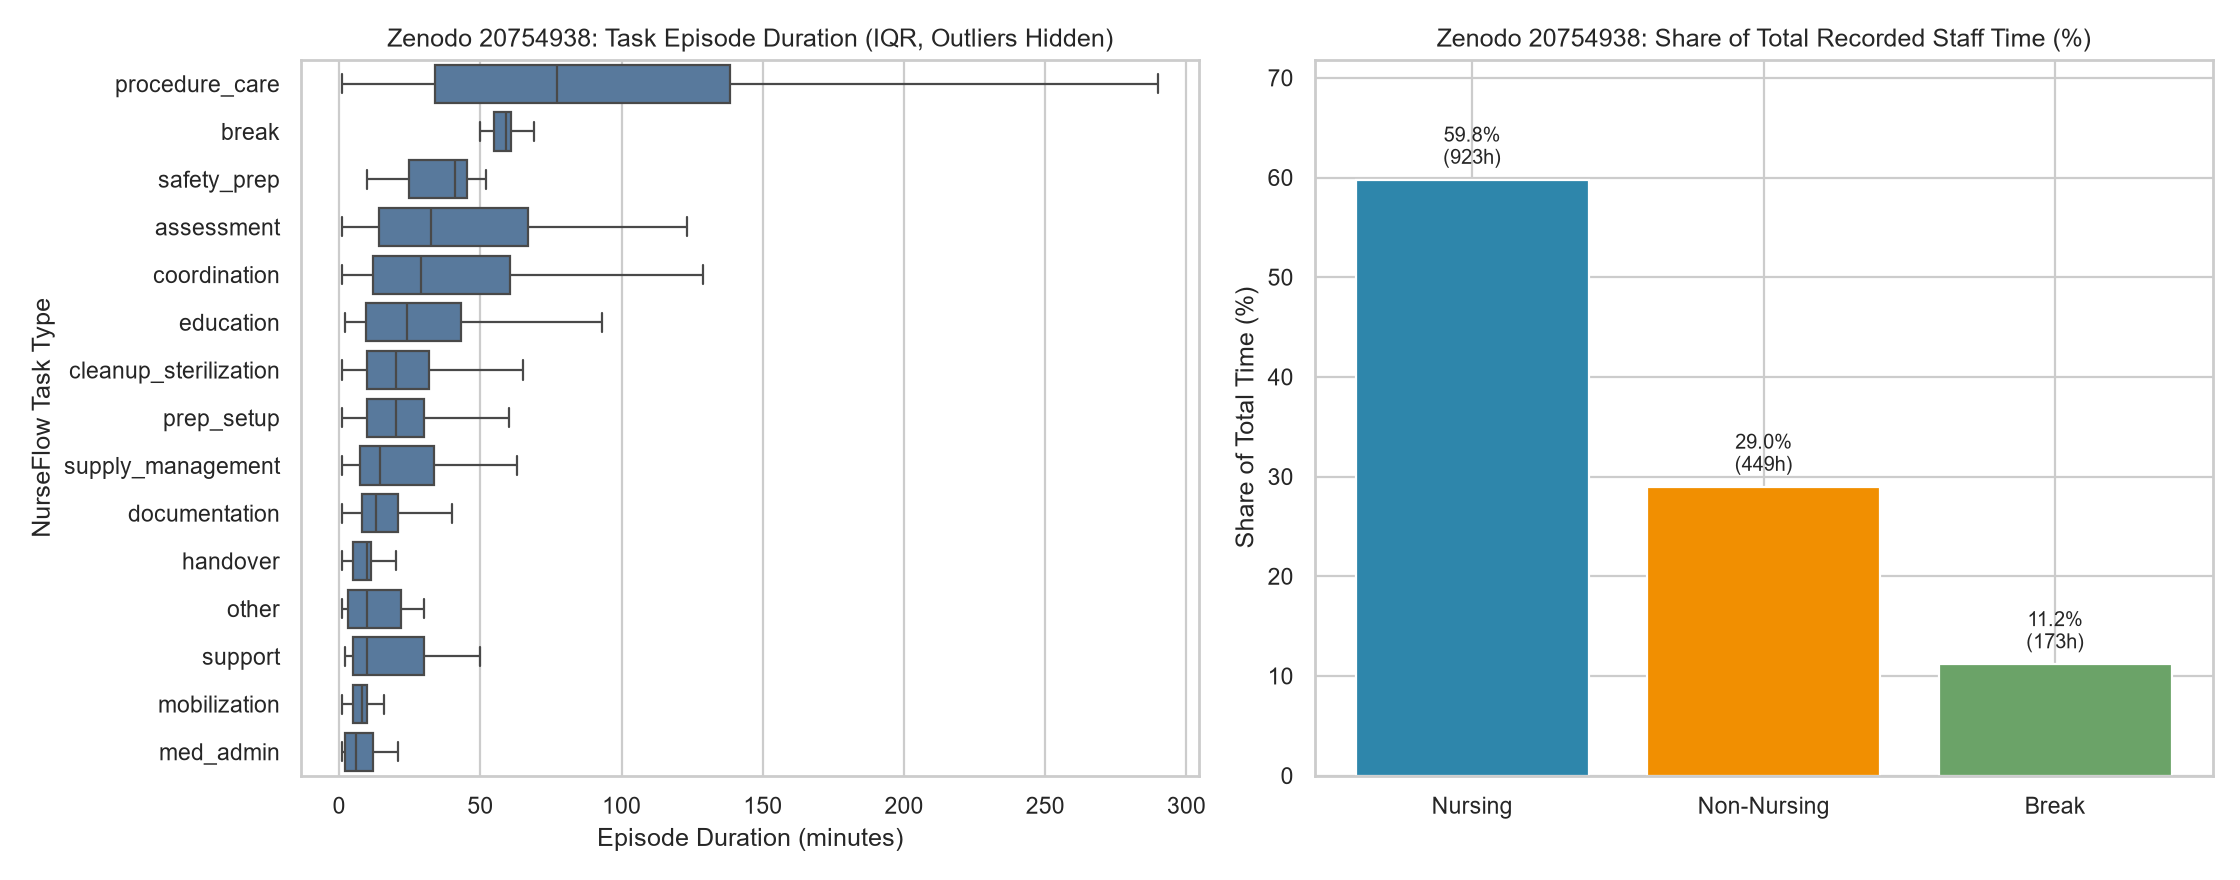 Zenodo 20754938: Task Episode Duration (IQR, Outliers Hidden)
NurseFlow Task Type
procedure_care
break
safety_prep
assessment
coordination
education
cleanup_sterilization
prep_setup
supply_management
documentation
handover
other
support
mobilization
med_admin
0 50 100 150 200 250 300
Episode Duration (minutes)
Zenodo 20754938: Share of Total Recorded Staff Time (%)
Share of Total Time (%)
70
60
50
40
30
20
10
0
59.8%
(923h)
29.0%
(449h)
11.2%
(173h)
Nursing Non-Nursing Break